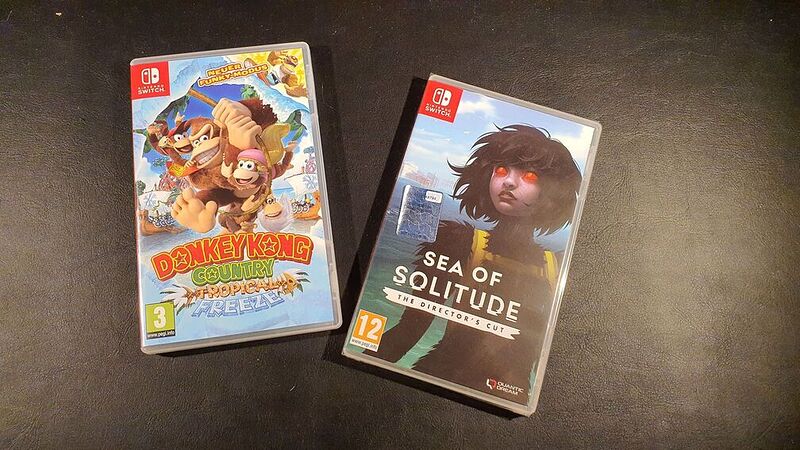 NINTENDO
SWITCH
NEUER
FUNKY-MODUS
DONKEY KONG
COUNTRY
TROPICAL
FREEZE
3
www.pegi.info
NINTENDO
SWITCH
SEA OF
SOLITUDE
THE DIRECTOR'S CUT
12
www.pegi.info
QUANTIC
DREAM